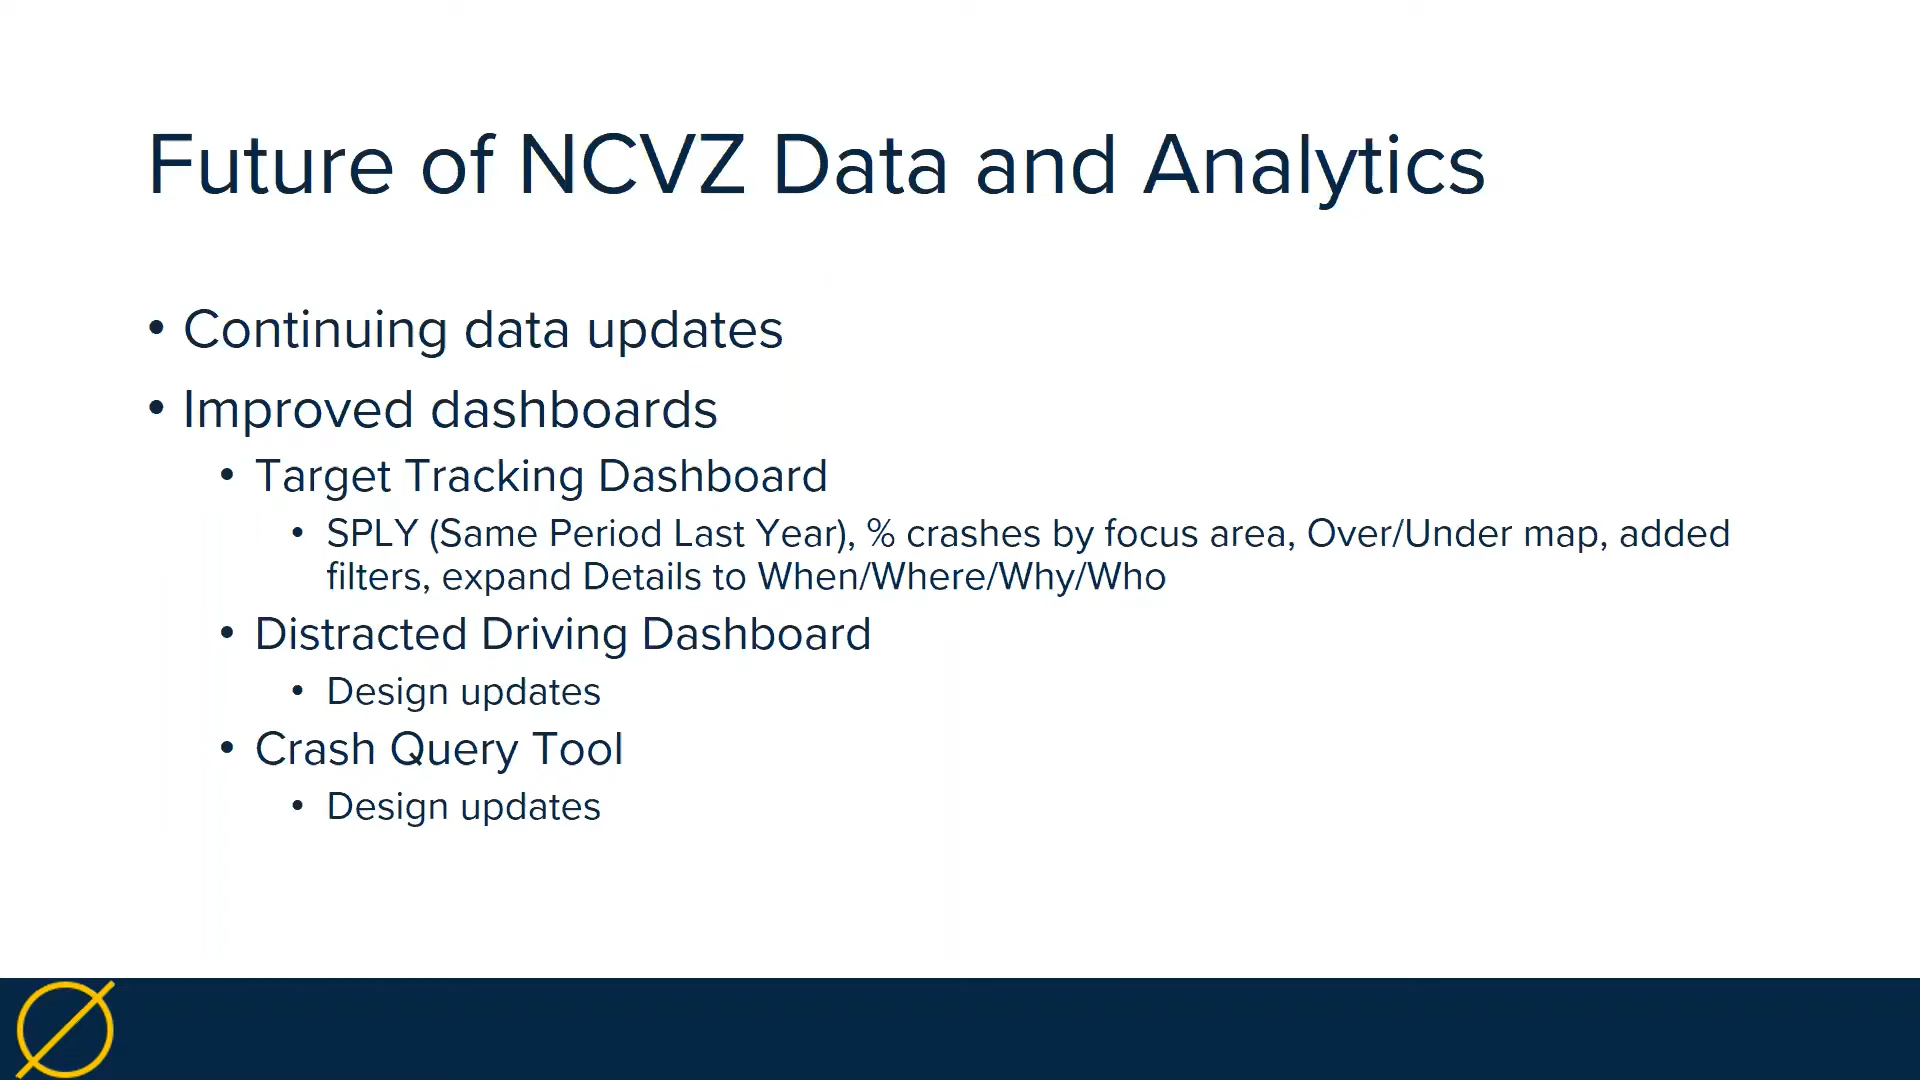 Future of NCVZ Data and Analytics
• Continuing data updates
• Improved dashboards
• Target Tracking Dashboard
• SPLY (Same Period Last Year), % crashes by focus area, Over/Under map, added
filters, expand Details to When/Where/Why/Who
• Distracted Driving Dashboard
• Design updates
• Crash Query Tool
• Design updates